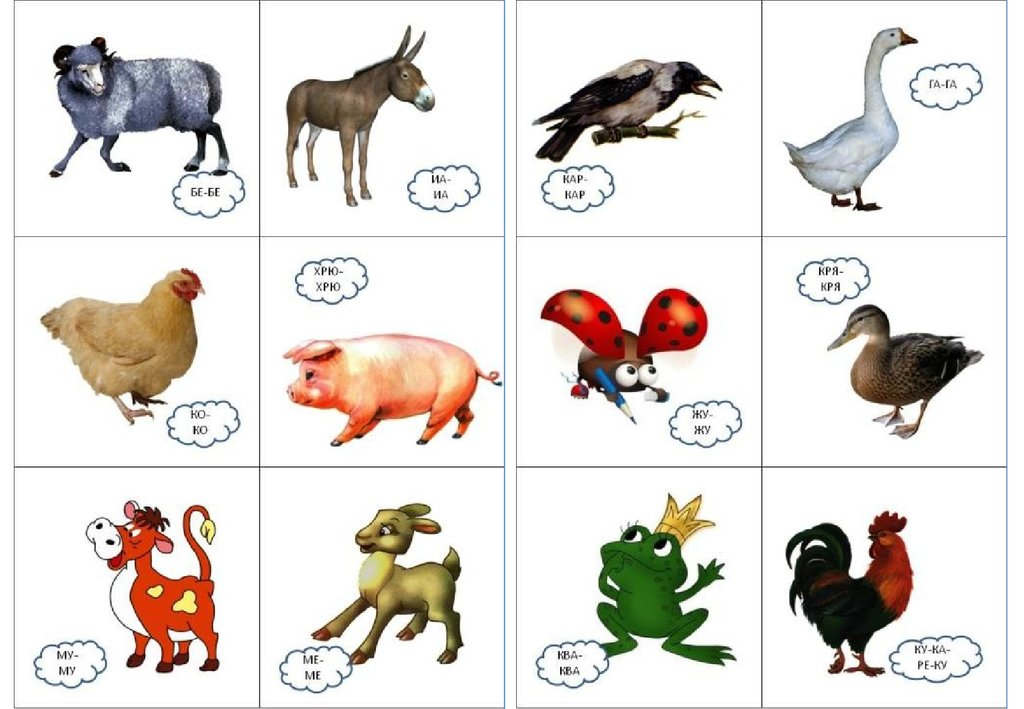 БЕ-БЕ
ИА-
ИА
КАР-
КАР
ГА-ГА
КО-
КО
ХРЮ-
ХРЮ
ЖУ-
ЖУ
КРЯ-
КРЯ
МУ-
МУ
МЕ-
МЕ
КВА-
КВА
КУ-КА-
РЕ-КУ